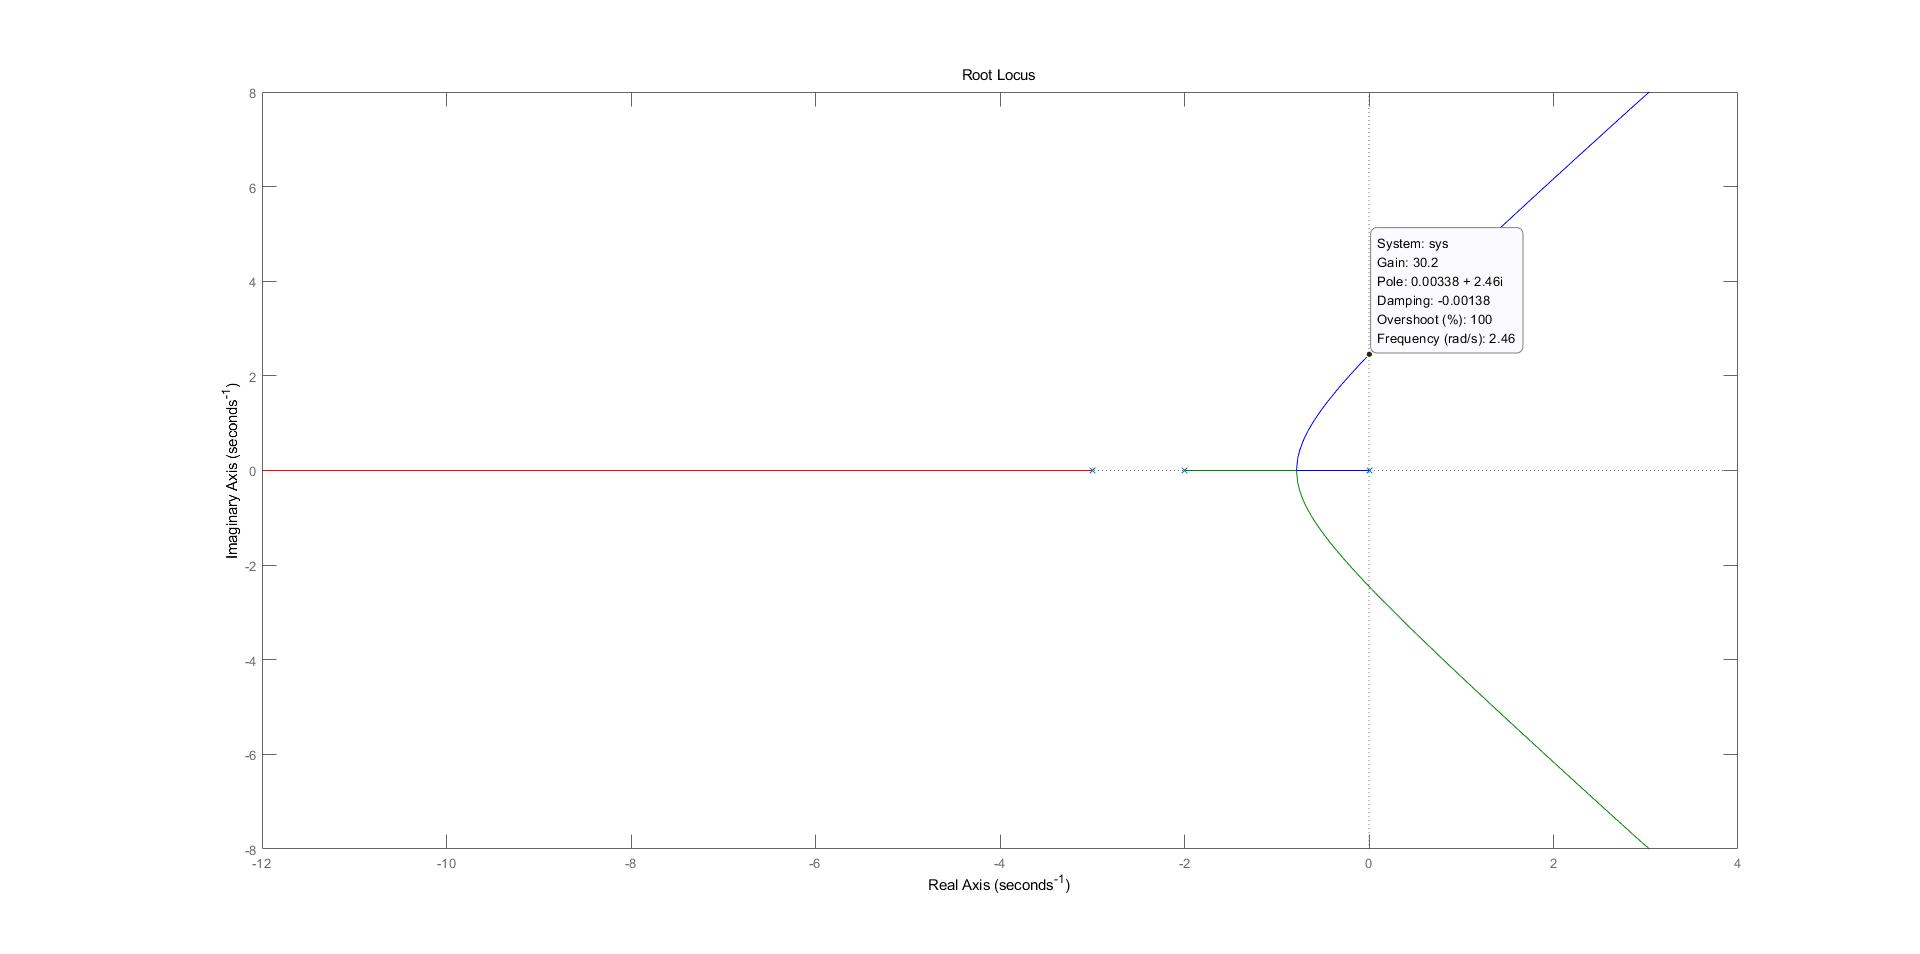 Root Locus
8
6
4
2
0
-2
-4
-6
-8
Imaginary Axis (seconds⁻¹)
System: sys
Gain: 30.2
Pole: 0.00338 + 2.46i
Damping: -0.00138
Overshoot (%): 100
Frequency (rad/s): 2.46
-12 -10 -8 -6 -4 -2 0 2 4
Real Axis (seconds⁻¹)